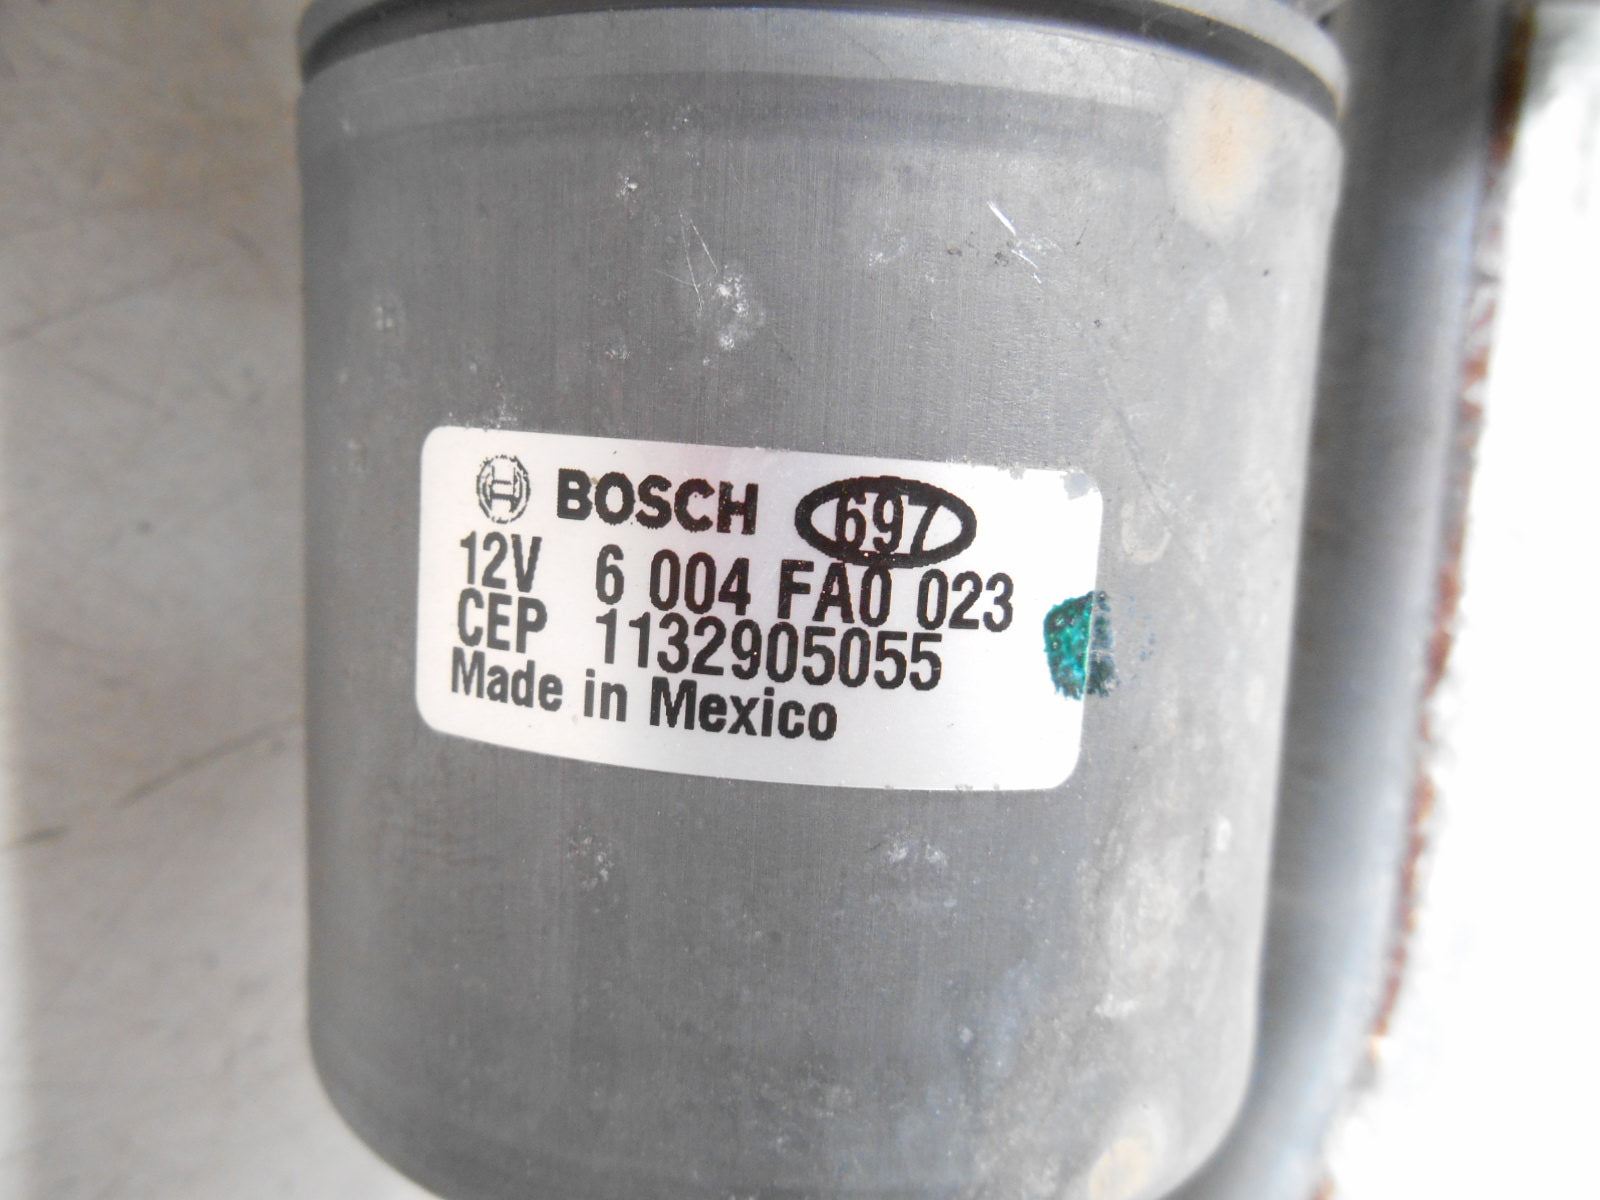 BOSCH 697
12V 6 004 FA0 023
CEP 1132905055
Made in Mexico